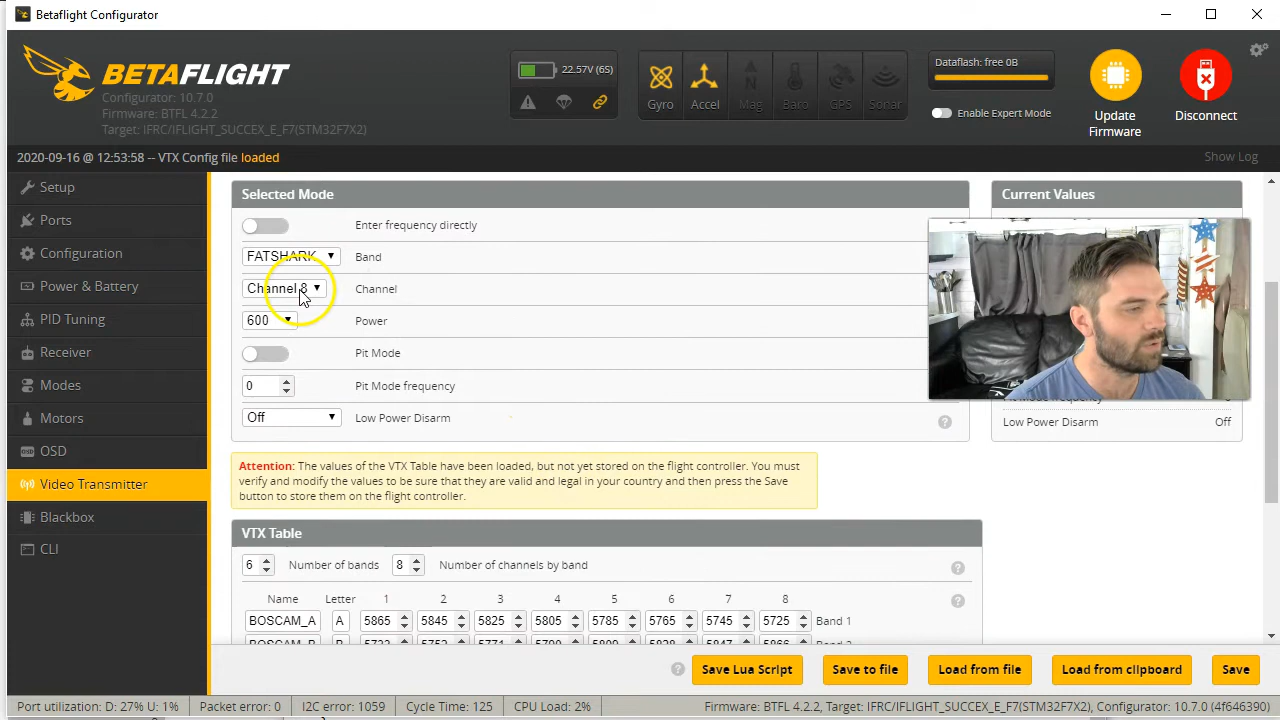 Betaflight Configurator
BETAFLIGHT
Configurator: 10.7.0
Firmware: BTFL 4.2.2
Target: IFRC/IFLIGHT_SUCCEX_E_F7(STM32F7X2)
22.57V (6S)
Gyro Accel Mag Baro GPS Sonar
Dataflash: free 0B
Enable Expert Mode
Update
Firmware
Disconnect
2020-09-16 @ 12:53:58 -- VTX Config file loaded
Show Log
Setup
Ports
Configuration
Power & Battery
PID Tuning
Receiver
Modes
Motors
OSD
Video Transmitter
Blackbox
CLI
Selected Mode
Enter frequency directly
FATSHARK Band
Channel 8 Channel
600 Power
Pit Mode
0 Pit Mode frequency
Off Low Power Disarm
Current Values
Pit Mode frequency
Low Power Disarm Off
Attention: The values of the VTX Table have been loaded, but not yet stored on the flight controller. You must
verify and modify the values to be sure that they are valid and legal in your country and then press the Save
button to store them on the flight controller.
VTX Table
6 Number of bands 8 Number of channels by band
Name Letter 1 2 3 4 5 6 7 8
BOSCAM_A A 5865 5845 5825 5805 5785 5765 5745 5725 Band 1
Save Lua Script Save to file Load from file Load from clipboard Save
Port utilization: D: 27% U: 1% Packet error: 0 I2C error: 1059 Cycle Time: 125 CPU Load: 2% Firmware: BTFL 4.2.2, Target: IFRC/IFLIGHT_SUCCEX_E_F7(STM32F7X2), Configurator: 10.7.0 (4f646390)